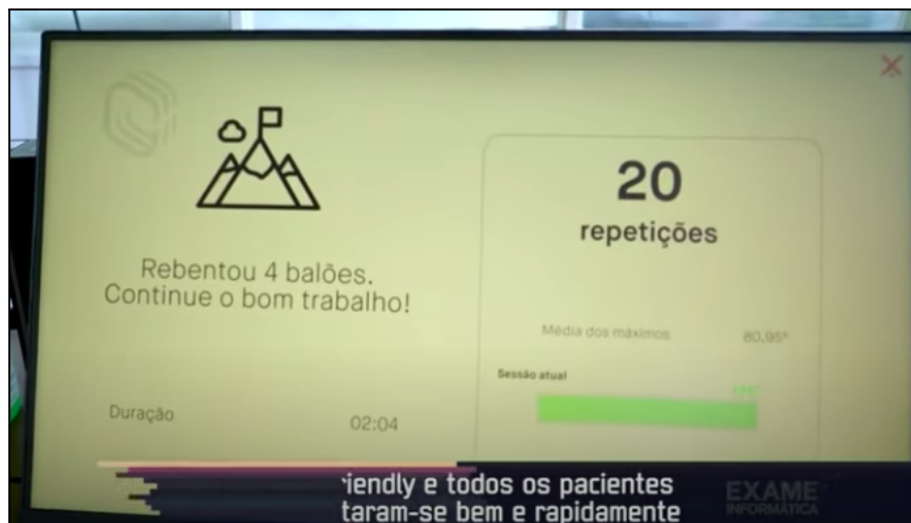 Rebentou 4 balões.
Continue o bom trabalho!
Duração 02:04
20
repetições
Média dos máximos 80.95°
Sessão atual
iendly e todos os pacientes
taram-se bem e rapidamente
EXAME
INFORMÁTICA